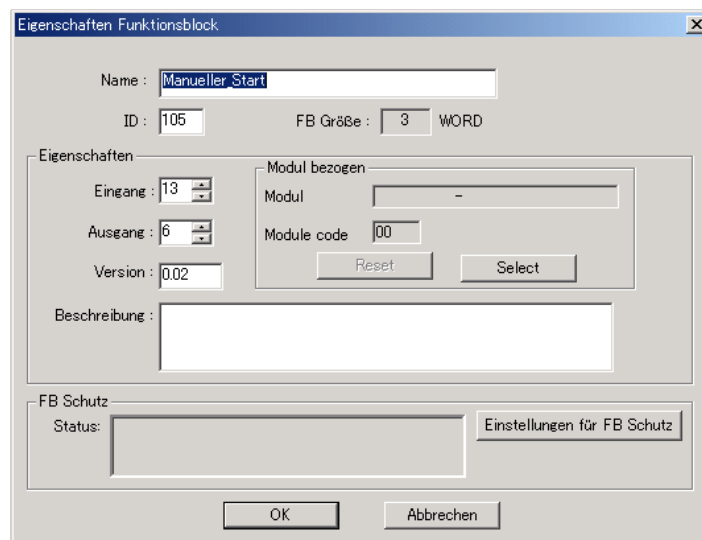 Eigenschaften Funktionsblock
Name : Manueller_Start
ID : 105 FB Größe : 3 WORD
Eigenschaften
Modul bezogen
Eingang : 13
Modul -
Ausgang : 6
Module code 00
Reset Select
Version : 0.02
Beschreibung :
FB Schutz
Status: Einstellungen für FB Schutz
OK Abbrechen